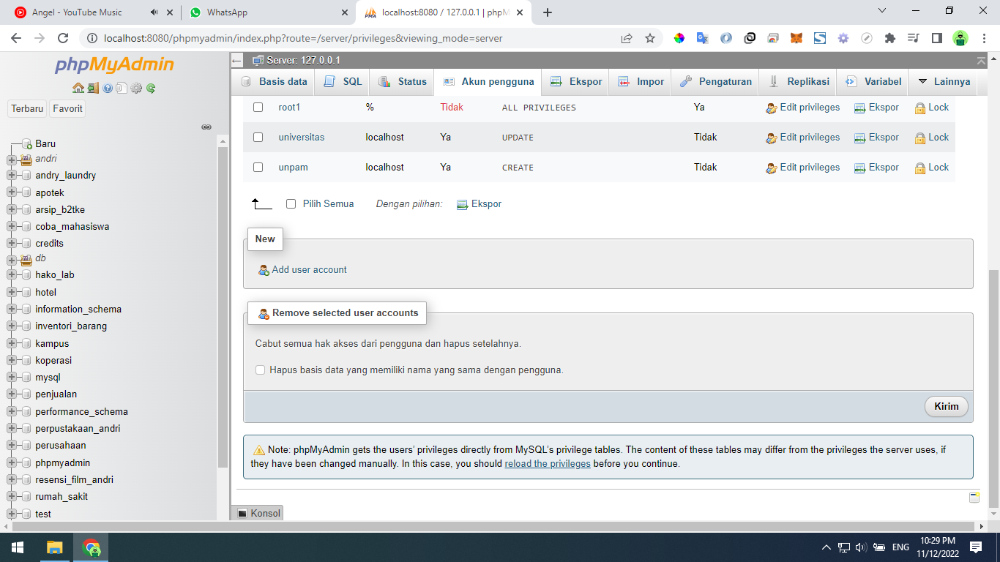 Angel - YouTube Music
WhatsApp
localhost:8080 / 127.0.0.1 | phpM
localhost:8080/phpmyadmin/index.php?route=/server/privileges&viewing_mode=server
phpMyAdmin
Terbaru Favorit
Baru
andri
andry_laundry
apotek
arsip_b2tke
coba_mahasiswa
credits
db
hako_lab
hotel
information_schema
inventori_barang
kampus
koperasi
mysql
penjualan
performance_schema
perpustakaan_andri
perusahaan
phpmyadmin
resensi_film_andri
rumah_sakit
test
Server: 127.0.0.1
Basis data SQL Status Akun pengguna Ekspor Impor Pengaturan Replikasi Variabel Lainnya
root1 % Tidak ALL PRIVILEGES Ya Edit privileges Ekspor Lock
universitas localhost Ya UPDATE Tidak Edit privileges Ekspor Lock
unpam localhost Ya CREATE Tidak Edit privileges Ekspor Lock
Pilih Semua Dengan pilihan: Ekspor
New
Add user account
Remove selected user accounts
Cabut semua hak akses dari pengguna dan hapus setelahnya.
Hapus basis data yang memiliki nama yang sama dengan pengguna.
Kirim
Note: phpMyAdmin gets the users' privileges directly from MySQL's privilege tables. The content of these tables may differ from the privileges the server uses, if
they have been changed manually. In this case, you should reload the privileges before you continue.
Konsol
ENG
10:29 PM
11/12/2022